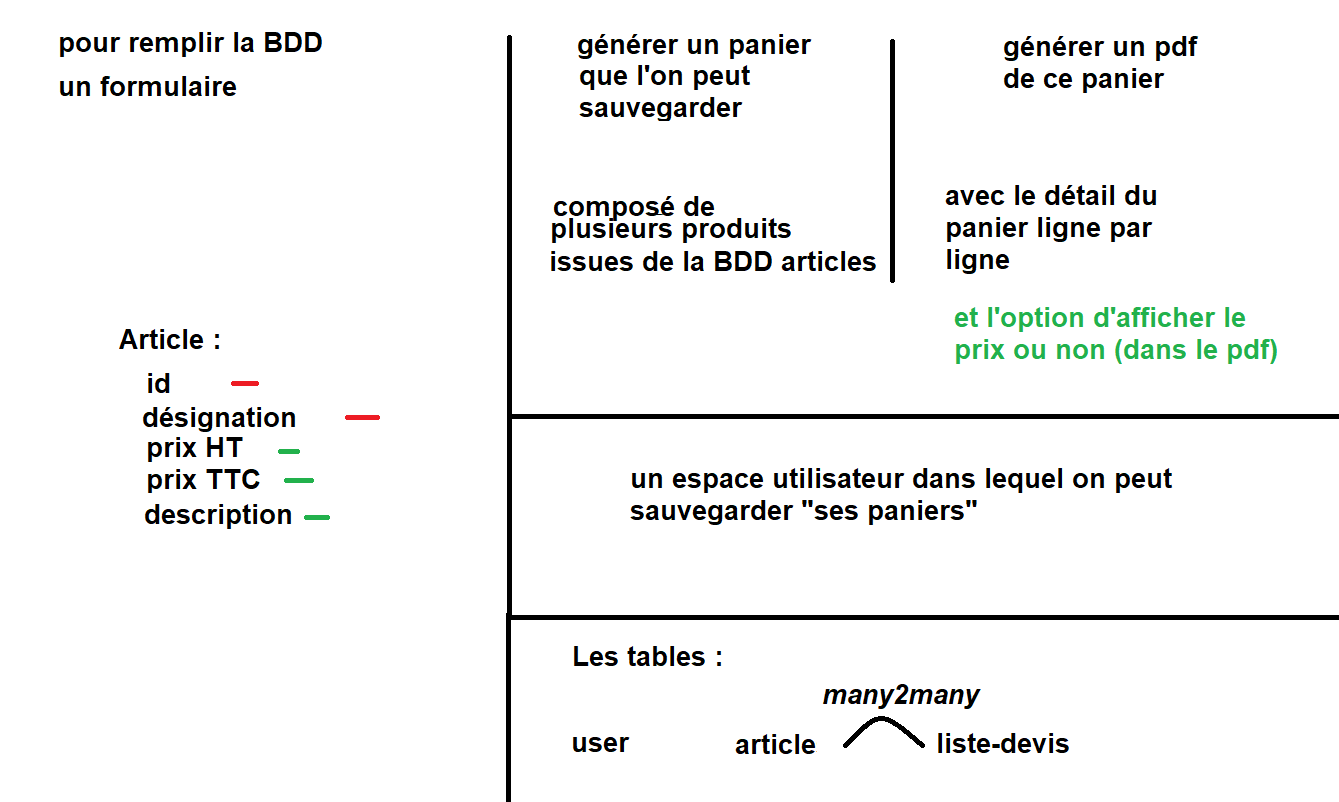 pour remplir la BDD
un formulaire
Article :
id
désignation
prix HT
prix TTC
description
générer un panier
que l'on peut
sauvegarder
composé de
plusieurs produits
issues de la BDD articles
générer un pdf
de ce panier
avec le détail du
panier ligne par
ligne
et l'option d'afficher le
prix ou non (dans le pdf)
un espace utilisateur dans lequel on peut
sauvegarder "ses paniers"
Les tables :
many2many
user
article
liste-devis